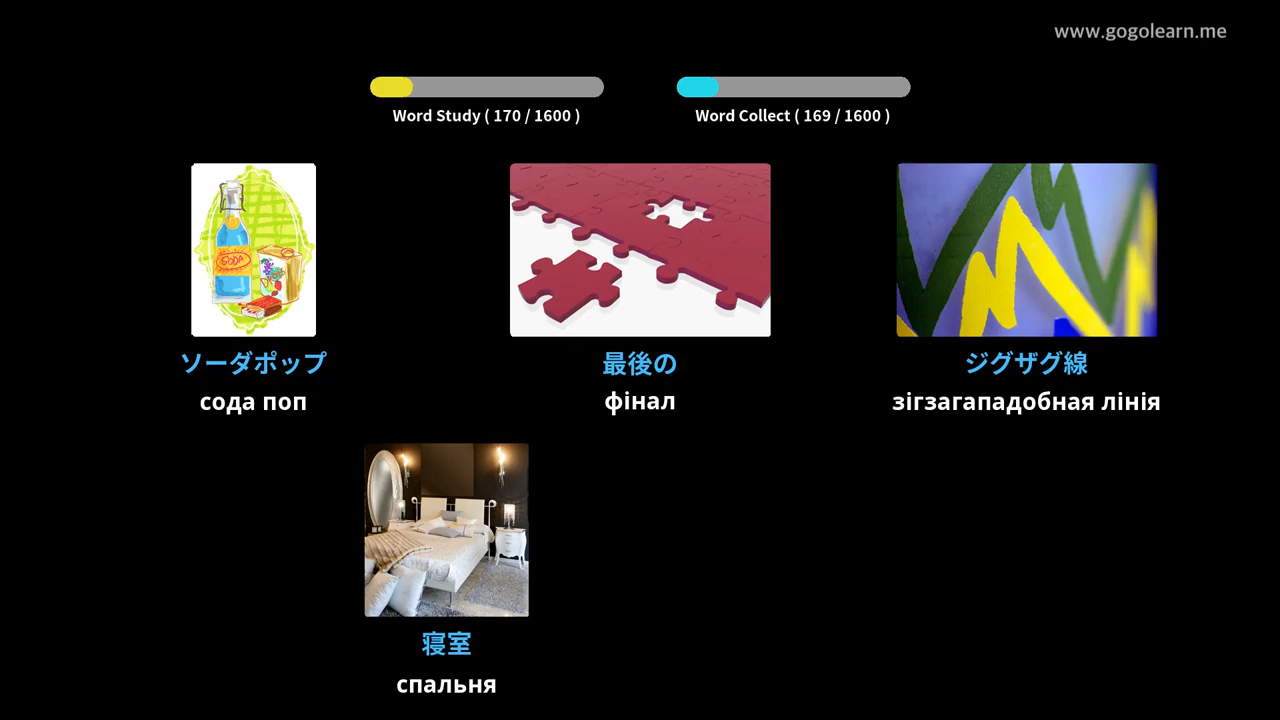 www.gogolearn.me
Word Study ( 170 / 1600 )
Word Collect ( 169 / 1600 )
SODA
ソーダポップ
最後の
ジグザグ線
сода поп
фінал
зігзагападобная лінія
寝室
спальня